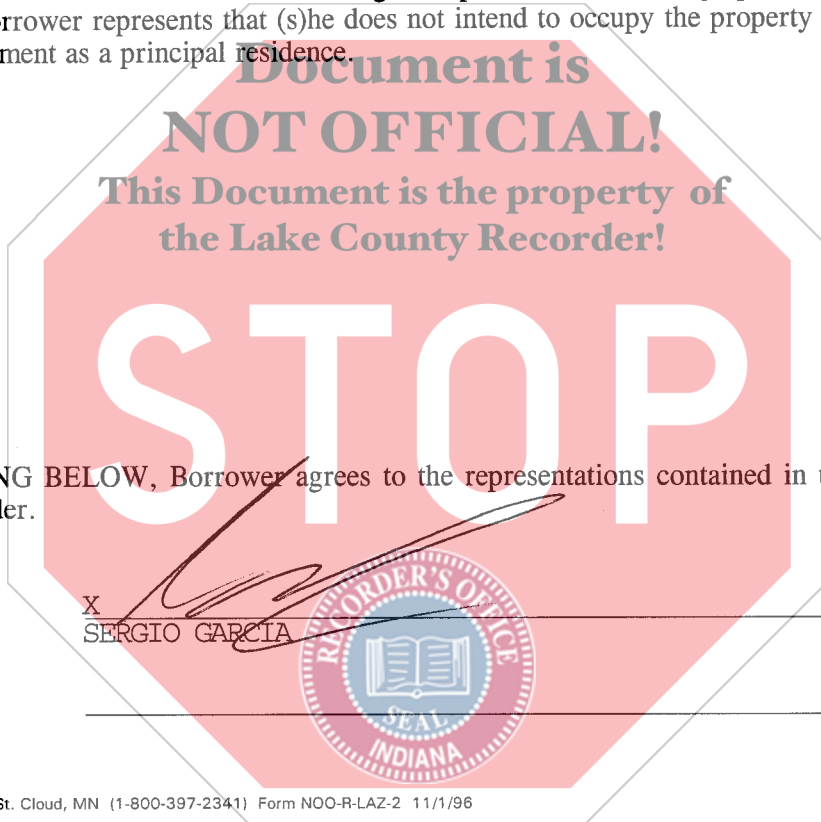 rrower represents that (s)he does not intend to occupy the property
ment as a principal residence.
Document is
NOT OFFICIAL!
This Document is the property of
the Lake County Recorder!
STOP
NG BELOW, Borrower agrees to the representations contained in
ler.
X
SERGIO GARCIA
RECORDER'S OFFICE
SEAL
INDIANA
St. Cloud, MN (1-800-397-2341) Form NOO-R-LAZ-2 11/1/96